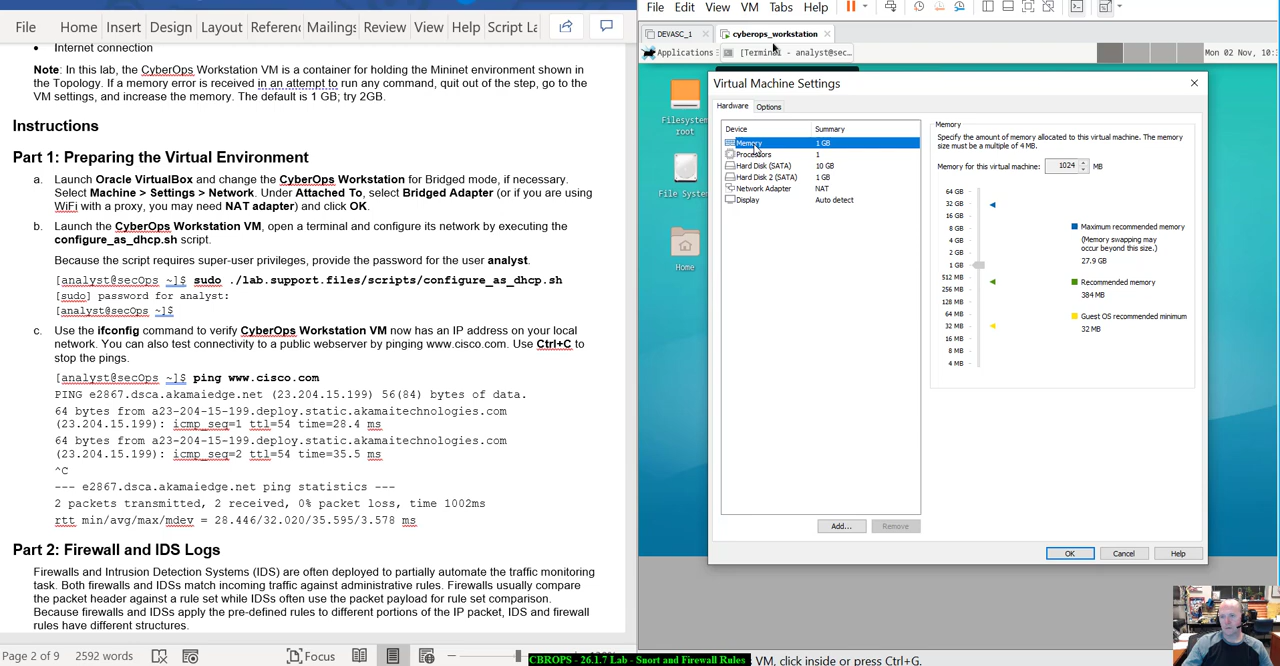 File Home Insert Design Layout Referenc Mailings Review View Help Script La
• Internet connection
Note: In this lab, the CyberOps Workstation VM is a container for holding the Mininet environment shown in
the Topology. If a memory error is received in an attempt to run any command, quit out of the step, go to the
VM settings, and increase the memory. The default is 1 GB; try 2GB.
Instructions
Part 1: Preparing the Virtual Environment
a. Launch Oracle VirtualBox and change the CyberOps Workstation for Bridged mode, if necessary.
Select Machine > Settings > Network. Under Attached To, select Bridged Adapter (or if you are using
WiFi with a proxy, you may need NAT adapter) and click OK.
b. Launch the CyberOps Workstation VM, open a terminal and configure its network by executing the
configure_as_dhcp.sh script.
Because the script requires super-user privileges, provide the password for the user analyst.
[analyst@secOps ~]$ sudo ./lab.support.files/scripts/configure_as_dhcp.sh
[sudo] password for analyst:
[analyst@secOps ~]$
c. Use the ifconfig command to verify CyberOps Workstation VM now has an IP address on your local
network. You can also test connectivity to a public webserver by pinging www.cisco.com. Use Ctrl+C to
stop the pings.
[analyst@secOps ~]$ ping www.cisco.com
PING e2867.dsca.akamaiedge.net (23.204.15.199) 56(84) bytes of data.
64 bytes from a23-204-15-199.deploy.static.akamaitechnologies.com
(23.204.15.199): icmp_seq=1 ttl=54 time=28.4 ms
64 bytes from a23-204-15-199.deploy.static.akamaitechnologies.com
(23.204.15.199): icmp_seq=2 ttl=54 time=35.5 ms
^C
--- e2867.dsca.akamaiedge.net ping statistics ---
2 packets transmitted, 2 received, 0% packet loss, time 1002ms
rtt min/avg/max/mdev = 28.446/32.020/35.595/3.578 ms
Part 2: Firewall and IDS Logs
Firewalls and Intrusion Detection Systems (IDS) are often deployed to partially automate the traffic monitoring
task. Both firewalls and IDSs match incoming traffic against administrative rules. Firewalls usually compare
the packet header against a rule set while IDSs often use the packet payload for rule set comparison.
Because firewalls and IDSs apply the pre-defined rules to different portions of the IP packet, IDS and firewall
rules have different structures.
Page 2 of 9 2592 words Focus
File Edit View VM Tabs Help
DEVASC_1 cyberops_workstation
Applications [Terminal - analyst@sec... Mon 02 Nov, 10:
Filesystem
root
File System
Home
Virtual Machine Settings
Hardware Options
Device Summary
Memory 1 GB
Processors 1
Hard Disk (SATA) 10 GB
Hard Disk 2 (SATA) 1 GB
Network Adapter NAT
Display Auto detect
Add... Remove
Memory
Specify the amount of memory allocated to this virtual machine. The memory
size must be a multiple of 4 MB.
Memory for this virtual machine: 1024 MB
64 GB
32 GB
16 GB
8 GB
4 GB
2 GB
1 GB
512 MB
256 MB
128 MB
64 MB
32 MB
16 MB
8 MB
4 MB
Maximum recommended memory
(Memory swapping may
occur beyond this size.)
27.9 GB
Recommended memory
384 MB
Guest OS recommended minimum
32 MB
OK Cancel Help
CBROPS - 26.1.7 Lab - Snort and Firewall Rules
VM, click inside or press Ctrl+G.